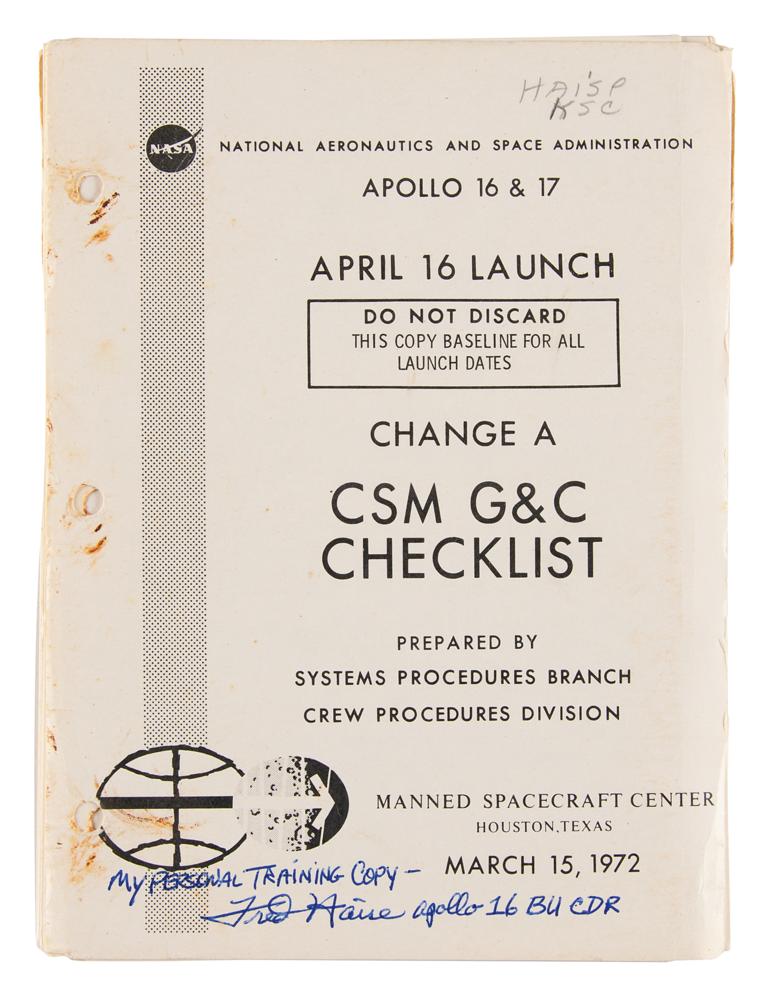 HAISE
KSC
NASA
NATIONAL AERONAUTICS AND SPACE ADMINISTRATION
APOLLO 16 & 17
APRIL 16 LAUNCH
DO NOT DISCARD
THIS COPY BASELINE FOR ALL
LAUNCH DATES
CHANGE A
CSM G&C
CHECKLIST
PREPARED BY
SYSTEMS PROCEDURES BRANCH
CREW PROCEDURES DIVISION
MANNED SPACECRAFT CENTER
HOUSTON,TEXAS
MARCH 15, 1972
MY PERSONAL TRAINING COPY –
Fred Haise Apollo 16 BU CDR